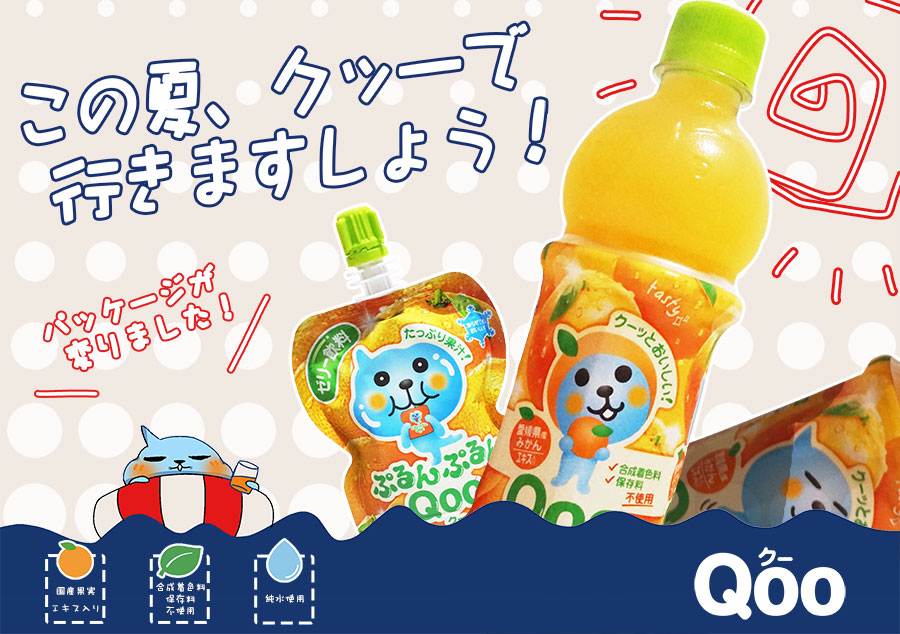 この夏、クッーで
行きますしょう！
パッケージが
変りました！
ゼリー飲料
たっぷり果汁！
ぷるんぷるん
Qoo
tasty
クーッとおいしい！
愛媛県産
みかん
エキス
合成着色料
保存料
不使用
国産果実
エキス入り
合成着色料
保存料
不使用
純水使用
クー
Qoo